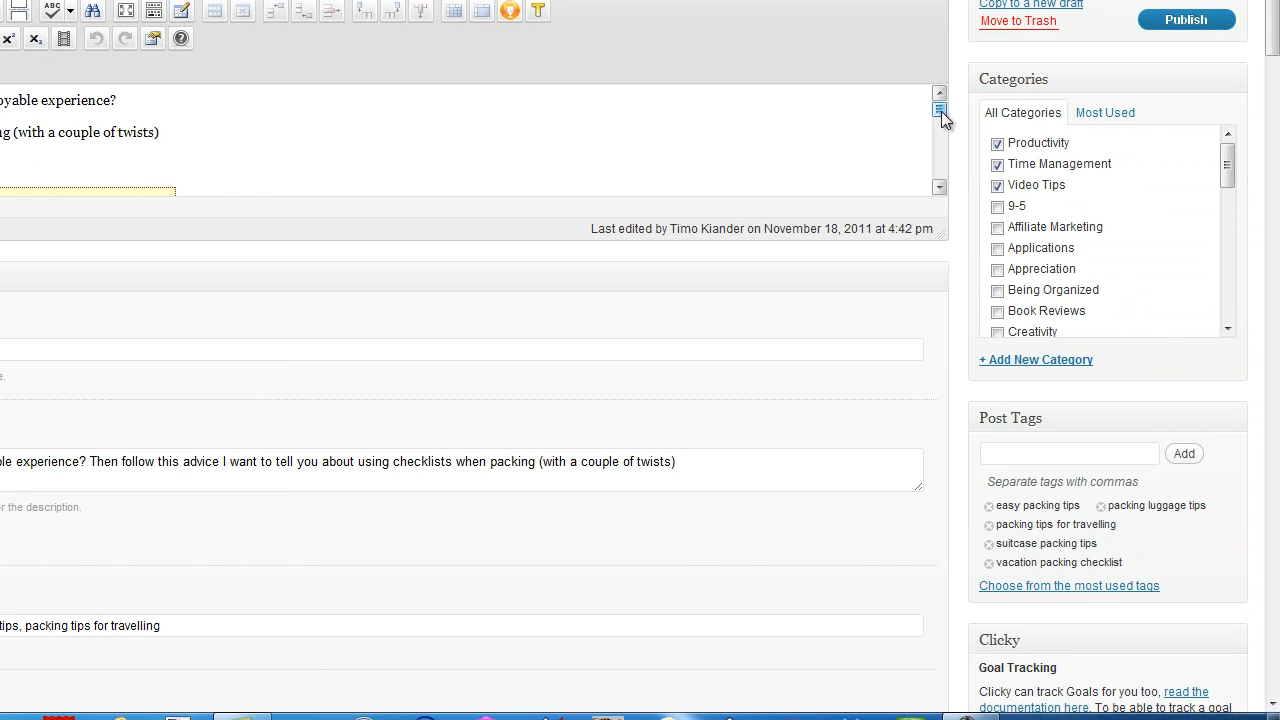 Copy to a new draft
Move to Trash
Publish
ABC
T
x²
x₂
oyable experience?
ng (with a couple of twists)
Last edited by Timo Kiander on November 18, 2011 at 4:42 pm
e.
ble experience? Then follow this advice I want to tell you about using checklists when packing (with a couple of twists)
or the description.
tips, packing tips for travelling
Categories
All Categories
Most Used
Productivity
Time Management
Video Tips
9-5
Affiliate Marketing
Applications
Appreciation
Being Organized
Book Reviews
Creativity
+ Add New Category
Post Tags
Add
Separate tags with commas
easy packing tips
packing luggage tips
packing tips for travelling
suitcase packing tips
vacation packing checklist
Choose from the most used tags
Clicky
Goal Tracking
Clicky can track Goals for you too, read the
documentation here. To be able to track a goal